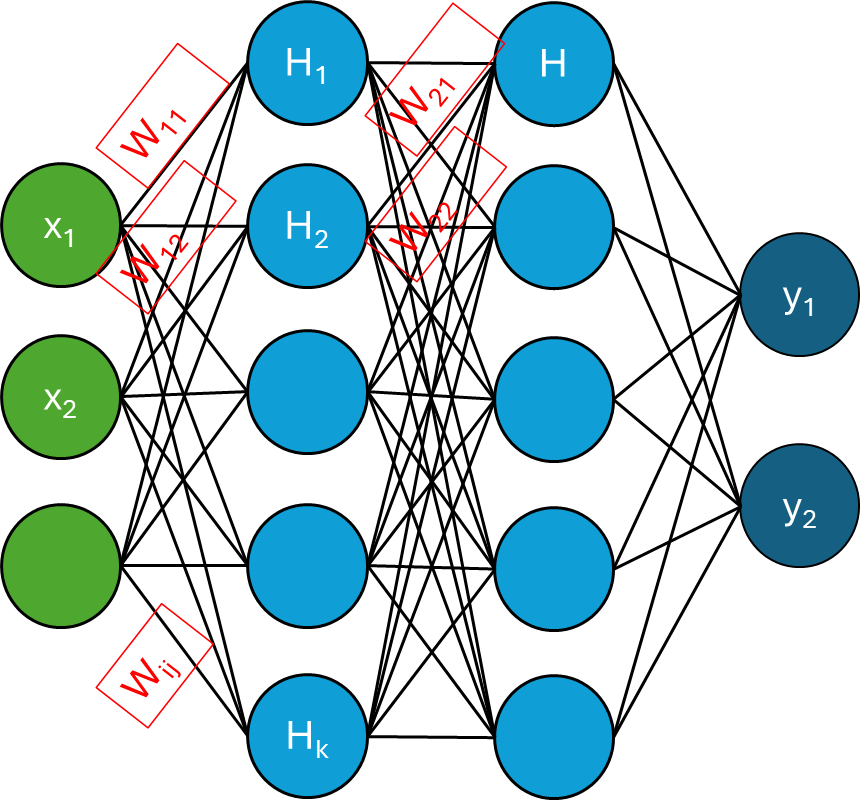 H₁
H
W₁₁
W₂₁
x₁
H₂
W₁₂
W₂₂
y₁
x₂
y₂
Wᵢⱼ
Hₖ